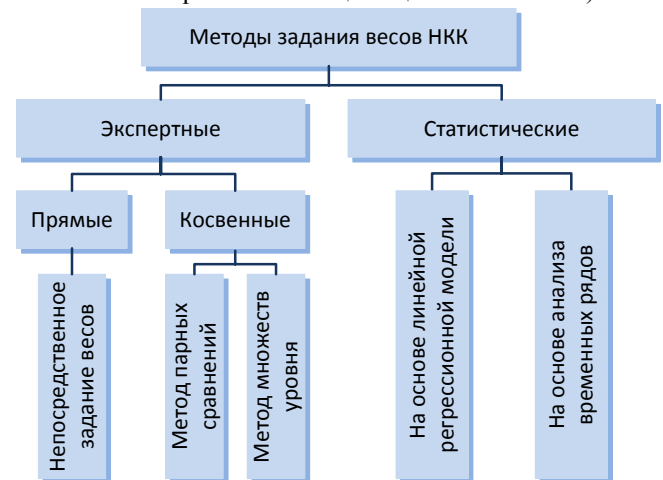 Методы задания весов НКК
Экспертные
Статистические
Прямые
Косвенные
Непосредственное
задание весов
Метод парных
сравнений
Метод множеств
уровня
На основе линейной
регрессионной модели
На основе анализа
временных рядов